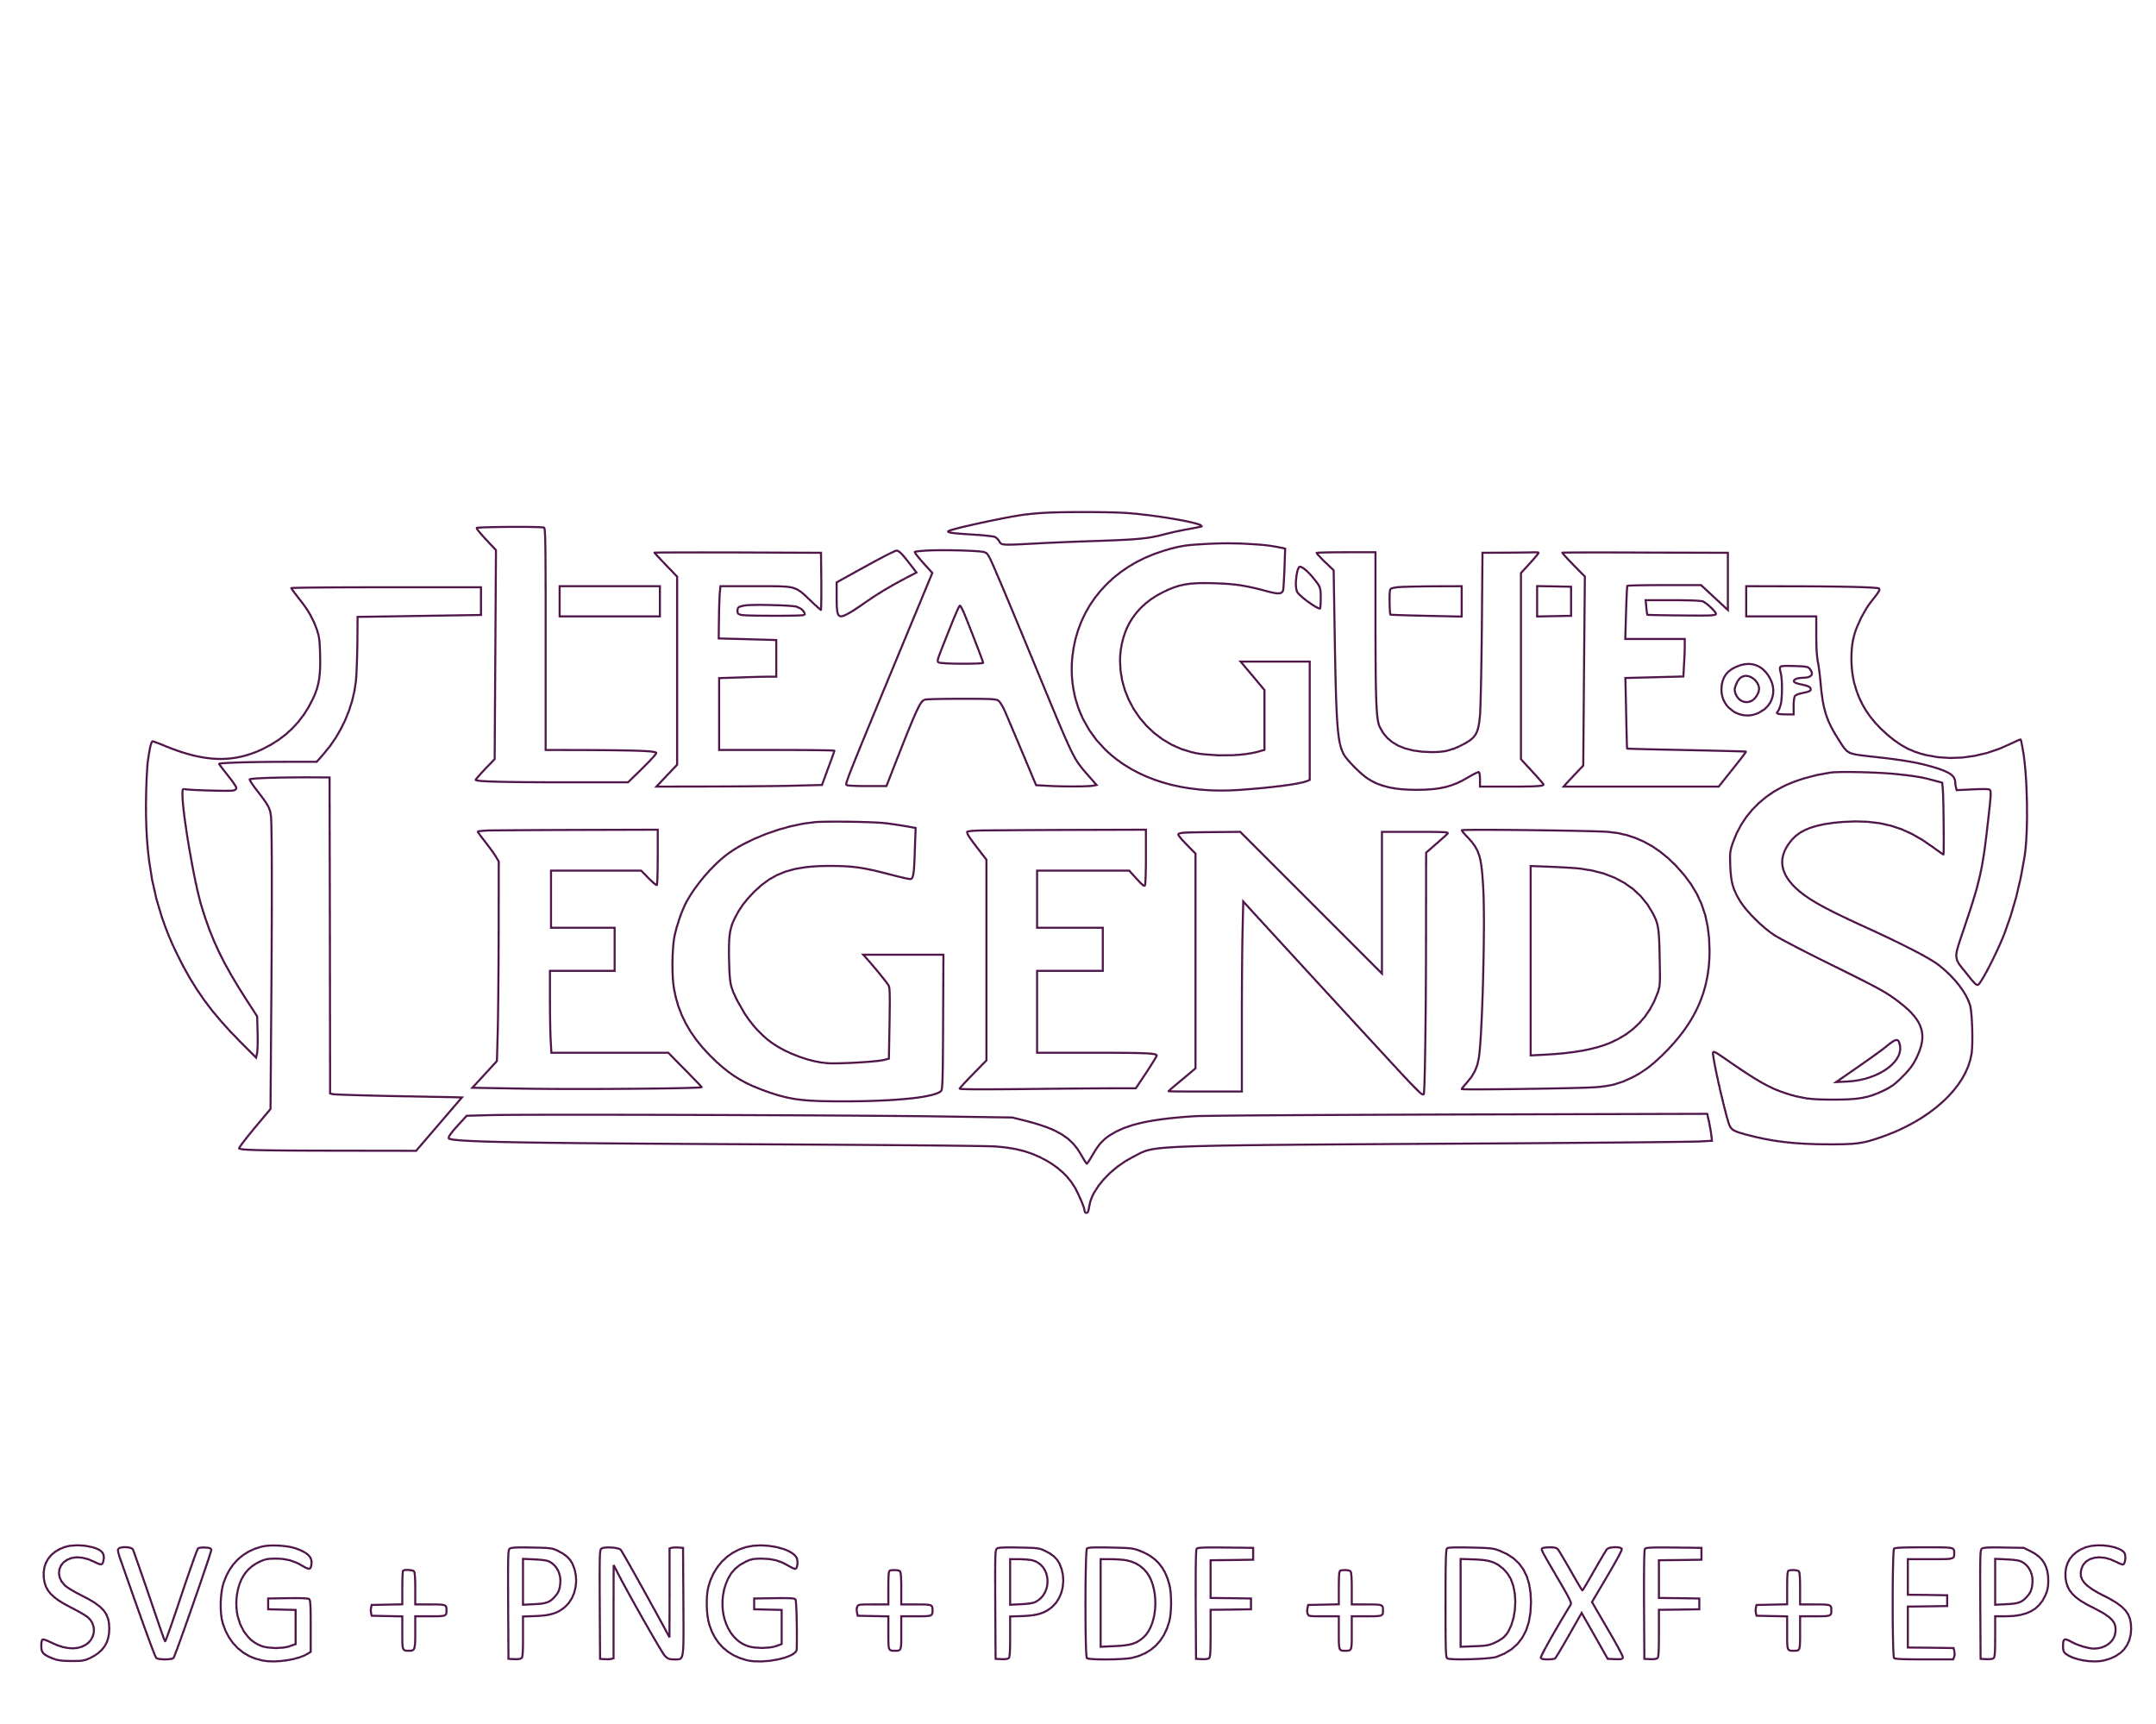 LEAGUE OF
LEGENDS
SVG + PNG + PDF + DXF + EPS